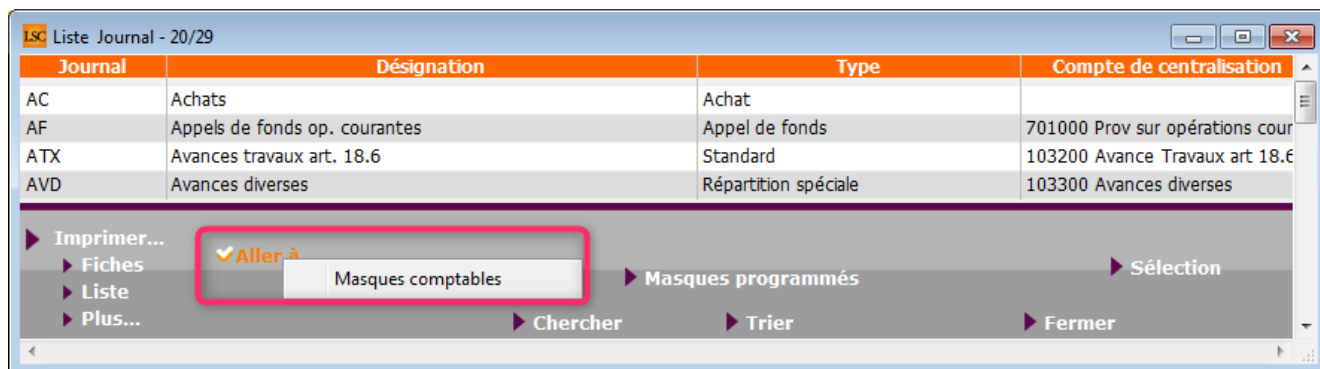 LSC Liste Journal - 20/29
Journal Désignation Type Compte de centralisation
AC Achats Achat
AF Appels de fonds op. courantes Appel de fonds 701000 Prov sur opérations cour
ATX Avances travaux art. 18.6 Standard 103200 Avance Travaux art 18.6
AVD Avances diverses Répartition spéciale 103300 Avances diverses
Imprimer...
Aller à
Fiches
Masques comptables
Masques programmés
Sélection
Liste
Plus...
Chercher
Trier
Fermer